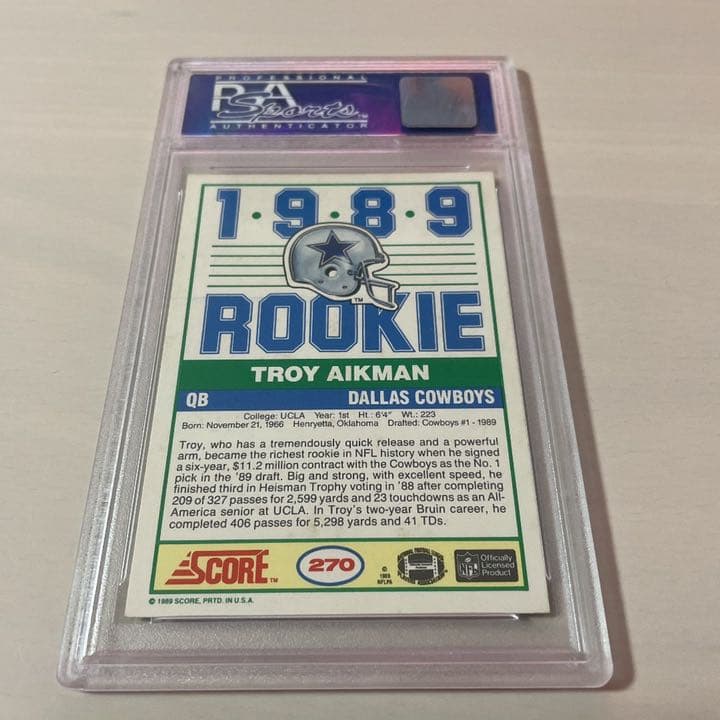 PROFESSIONAL
PSA
Sports™
AUTHENTICATOR
1•9•8•9
ROOKIE™
TROY AIKMAN
QB DALLAS COWBOYS
College: UCLA Year: 1st Ht.: 6'4" Wt.: 223
Born: November 21, 1966 Henryetta, Oklahoma Drafted: Cowboys #1 - 1989
Troy, who has a tremendously quick release and a powerful
arm, became the richest rookie in NFL history when he signed
a six-year, $11.2 million contract with the Cowboys as the No. 1
pick in the '89 draft. Big and strong, with excellent speed, he
finished third in Heisman Trophy voting in '88 after completing
209 of 327 passes for 2,599 yards and 23 touchdowns as an All-
America senior at UCLA. In Troy's two-year Bruin career, he
completed 406 passes for 5,298 yards and 41 TDs.
SCORE™ 270
©
1989
NFLPA
NFL
Officially
Licensed
Product
© 1989 SCORE, PRTD. IN U.S.A.